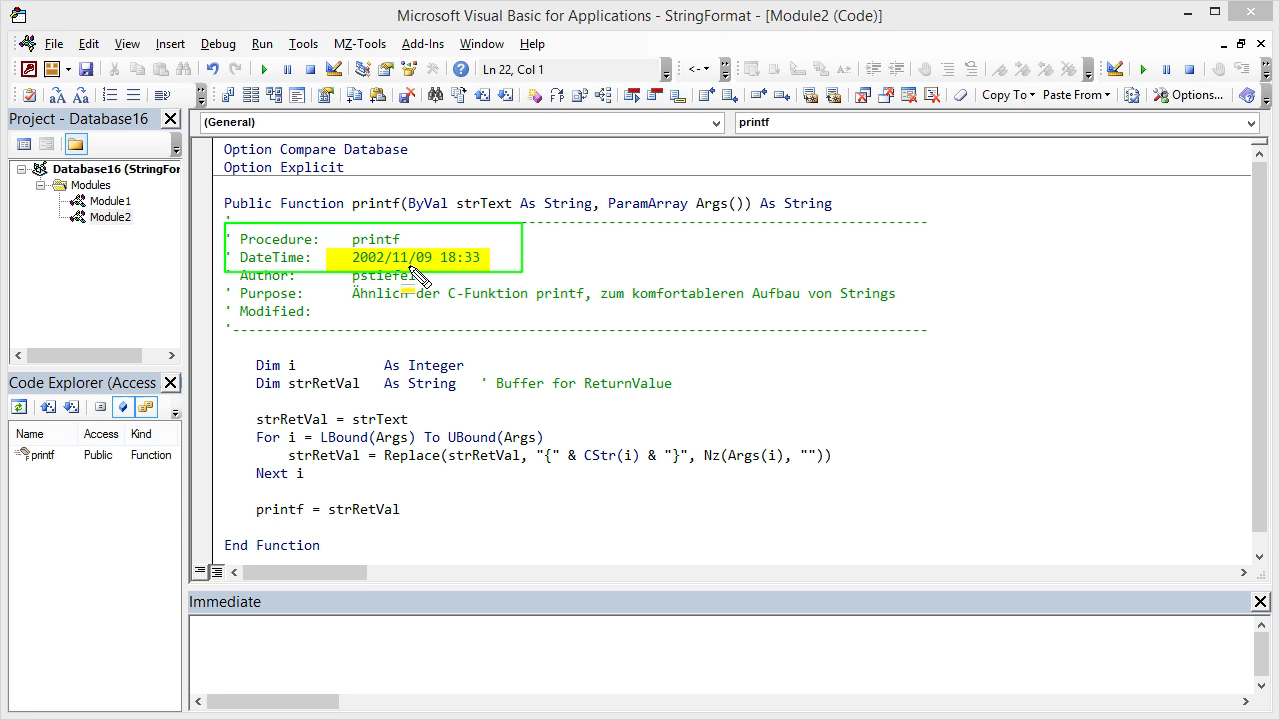 Microsoft Visual Basic for Applications - StringFormat - [Module2 (Code)]
File Edit View Insert Debug Run Tools MZ-Tools Add-Ins Window Help
Ln 22, Col 1
Copy To Paste From Options...
Project - Database16
Database16 (StringFor
Modules
Module1
Module2
Code Explorer (Access
Name Access Kind
printf Public Function
(General) printf
Option Compare Database
Option Explicit
Public Function printf(ByVal strText As String, ParamArray Args()) As String
'---------------------------------------------------------------------------------------
' Procedure: printf
' DateTime: 2002/11/09 18:33
' Author:
' Purpose: Ähnlich der C-Funktion printf, zum komfortableren Aufbau von Strings
' Modified:
'---------------------------------------------------------------------------------------
Dim i As Integer
Dim strRetVal As String ' Buffer for ReturnValue
strRetVal = strText
For i = LBound(Args) To UBound(Args)
strRetVal = Replace(strRetVal, "{" & CStr(i) & "}", Nz(Args(i), ""))
Next i
printf = strRetVal
End Function
Immediate